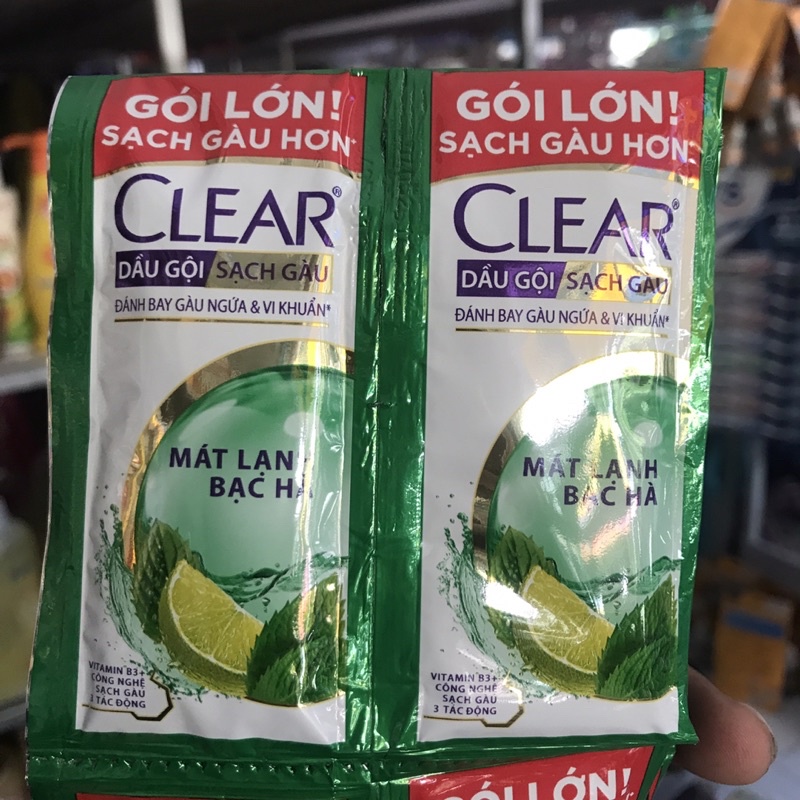 GÓI LỚN!
SẠCH GÀU HƠN*
CLEAR®
DẦU GỘI SẠCH GÀU
ĐÁNH BAY GÀU NGỨA & VI KHUẨN*
MÁT LẠNH
BẠC HÀ
VITAMIN B3+
CÔNG NGHỆ
SẠCH GÀU
3 TÁC ĐỘNG
GÓI LỚN!
SẠCH GÀU HƠN*
CLEAR®
DẦU GỘI SẠCH GÀU
ĐÁNH BAY GÀU NGỨA & VI KHUẨN*
MÁT LẠNH
BẠC HÀ
VITAMIN B3+
CÔNG NGHỆ
SẠCH GÀU
3 TÁC ĐỘNG
GÓI LỚN!